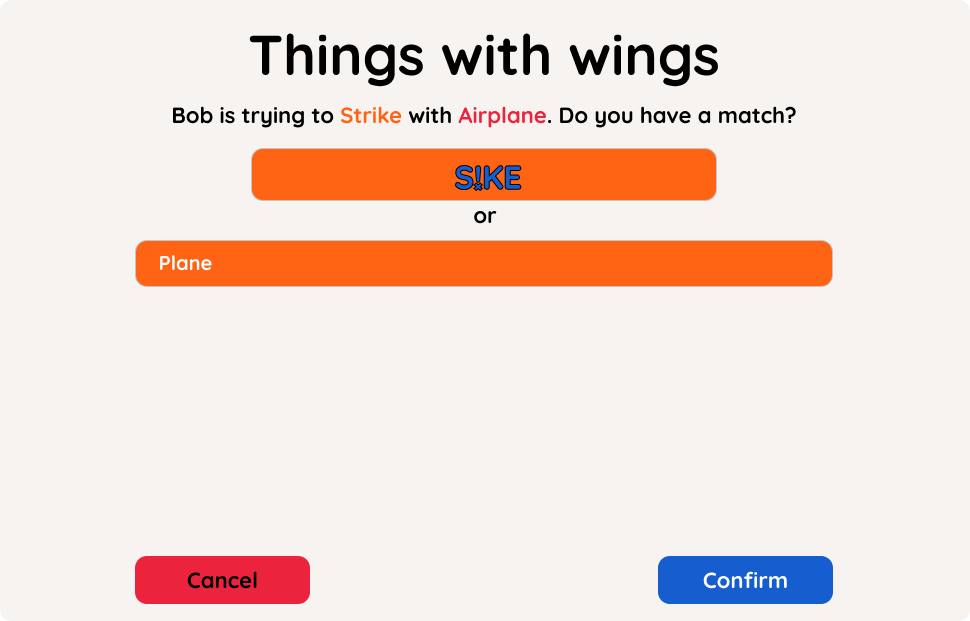 Things with wings
Bob is trying to Strike with Airplane. Do you have a match?
S!KE
or
Plane
Cancel
Confirm